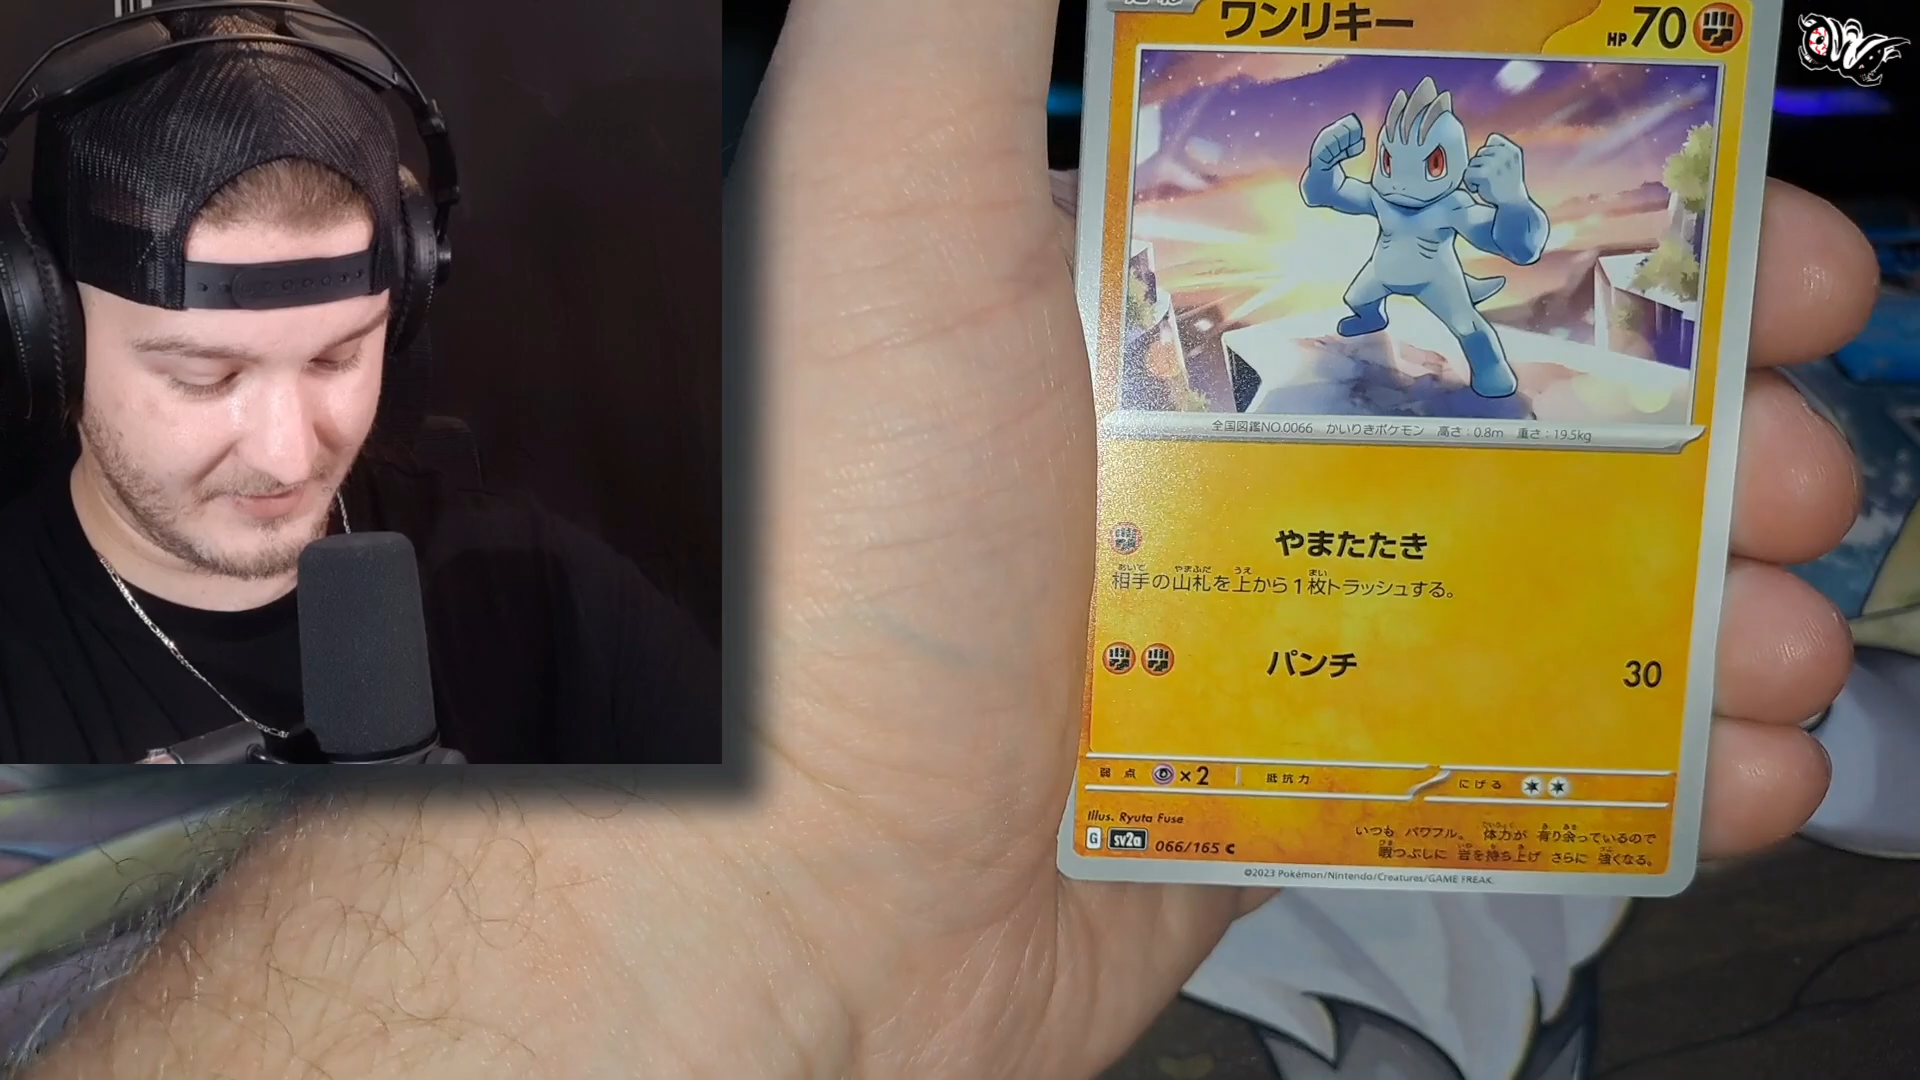 ワンリキー HP 70
全国図鑑NO.0066 かいりきポケモン 高さ：0.8m 重さ：19.5kg
やまたたき
相手の山札を上から1枚トラッシュする。
パンチ 30
弱点 ×2 抵抗力 にげる
Illus. Ryuta Fuse
G sv2a 066/165 C
いつも パワフル。 体力が 有り余っているので
暇つぶしに 岩を持ち上げ さらに 強くなる。
©2023 Pokémon/Nintendo/Creatures/GAME FREAK.